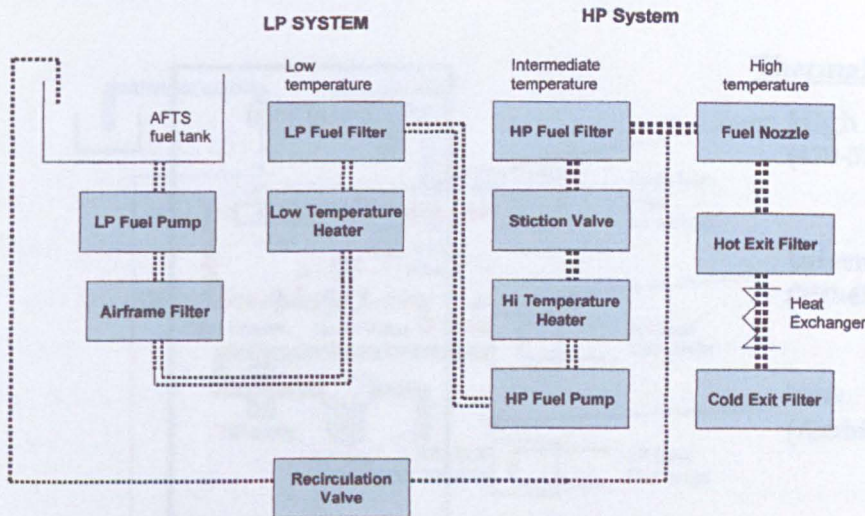 LP SYSTEM
HP System
Low
temperature
Intermediate
temperature
High
temperature
AFTS
fuel tank
LP Fuel Filter
HP Fuel Filter
Fuel Nozzle
LP Fuel Pump
Low Temperature
Heater
Stiction Valve
Hot Exit Filter
Airframe Filter
Hi Temperature
Heater
Heat
Exchanger
HP Fuel Pump
Cold Exit Filter
Recirculation
Valve